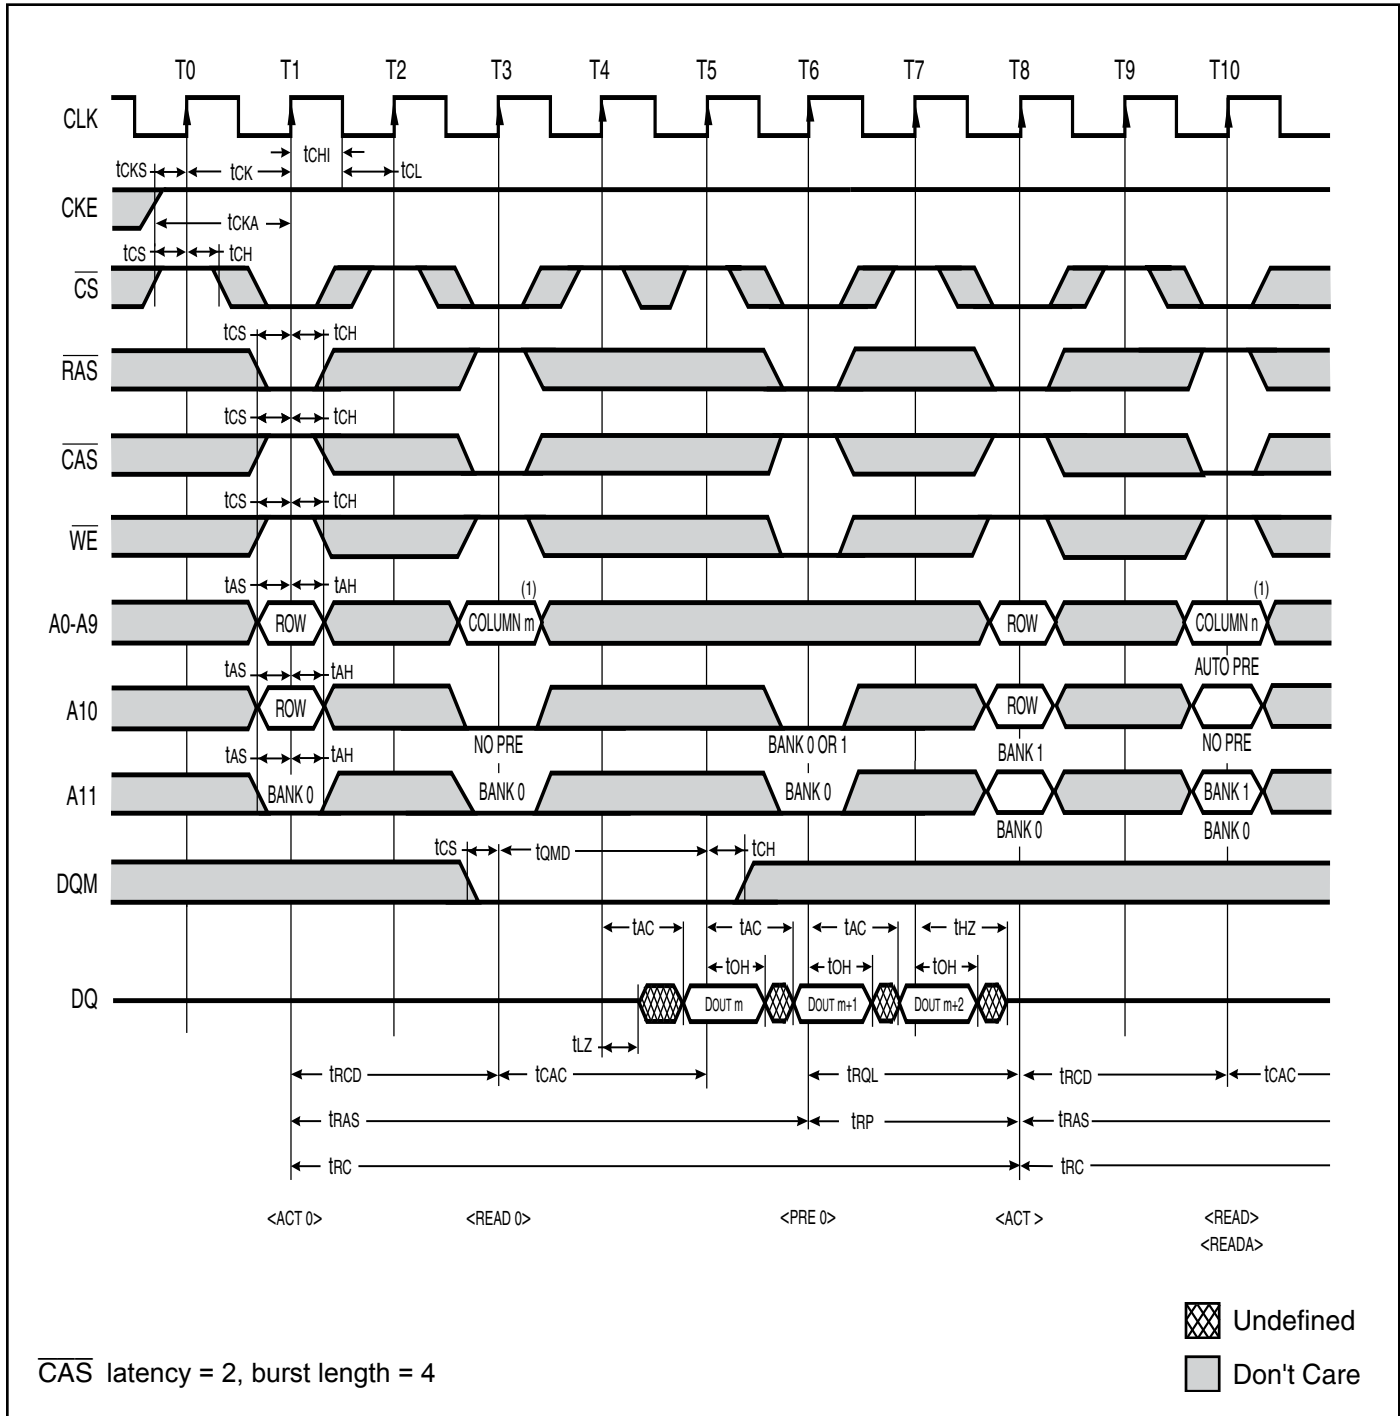 T0 T1 T2 T3 T4 T5 T6 T7 T8 T9 T10
CLK
tCHI
tCKS tCK tCL
CKE
tCKA
tCS tCH
CS
tCS tCH
RAS
tCS tCH
CAS
tCS tCH
WE
tAS tAH (1) (1)
A0-A9 ROW COLUMN m ROW COLUMN n
AUTO PRE
tAS tAH
A10 ROW ROW
NO PRE BANK 0 OR 1 BANK 1 NO PRE
tAS tAH
A11 BANK 0 BANK 0 BANK 0 BANK 1
BANK 0 BANK 0
tCS tQMD tCH
DQM
tAC tAC tAC tHZ
tOH tOH tOH
DQ DOUT m DOUT m+1 DOUT m+2
tLZ
tRCD tCAC tRQL tRCD tCAC
tRAS tRP tRAS
tRC tRC
<ACT 0> <READ 0> <PRE 0> <ACT > <READ>
<READA>
Undefined
CAS latency = 2, burst length = 4
Don't Care